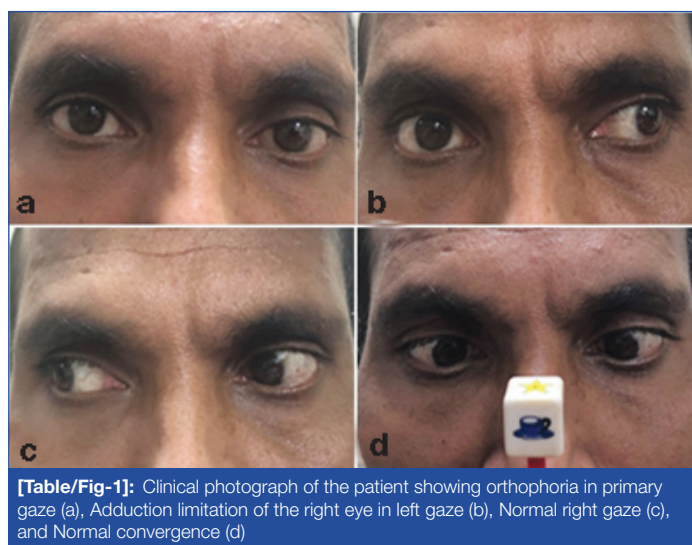 a
b
c
d
[Table/Fig-1]: Clinical photograph of the patient showing orthophoria in primary
gaze (a), Adduction limitation of the right eye in left gaze (b), Normal right gaze (c),
and Normal convergence (d)